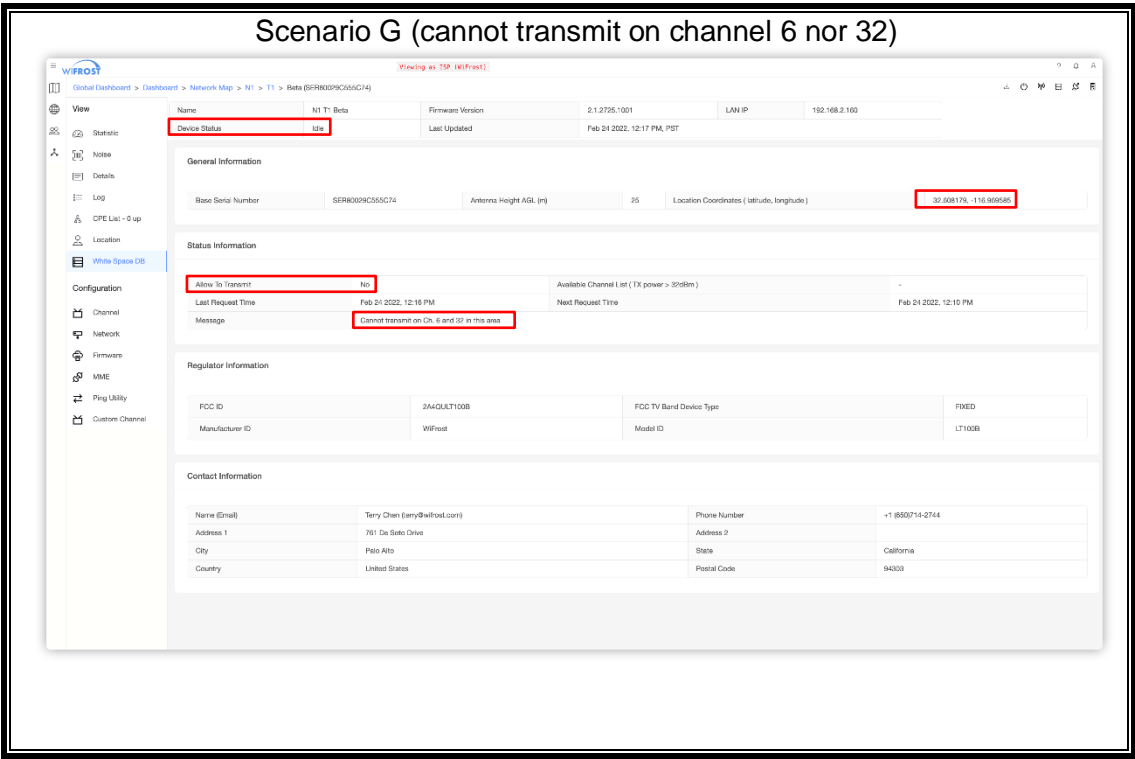 Scenario G (cannot transmit on channel 6 nor 32)
WIFROST
Viewing as TSP (WiFrost)
Global Dashboard > Dashboard > Network Map > N1 > T1 > Beta (SER80029C555C74)
View
Name N1 T1 Beta Firmware Version 2.1.2725.1001 LAN IP 192.168.2.160
Device Status Idle Last Updated Feb 24 2022, 12:17 PM, PST
Statistic
Noise
Details
Log
CPE List - 0 up
Location
White Space DB
Configuration
Channel
Network
Firmware
MME
Ping Utility
Custom Channel
General Information
Base Serial Number SER80029C555C74 Antenna Height AGL (m) 25 Location Coordinates ( latitude, longitude ) 32.608179, -116.969585
Status Information
Allow To Transmit No Available Channel List ( TX power > 32dBm ) -
Last Request Time Feb 24 2022, 12:16 PM Next Request Time Feb 24 2022, 12:10 PM
Message Cannot transmit on Ch. 6 and 32 in this area
Regulator Information
FCC ID 2A4QULT100B FCC TV Band Device Type FIXED
Manufacturer ID WiFrost Model ID LT100B
Contact Information
Name (Email) Terry Chen (terry@wifrost.com) Phone Number +1 (650)714-2744
Address 1 761 De Soto Drive Address 2
City Palo Alto State California
Country United States Postal Code 94303